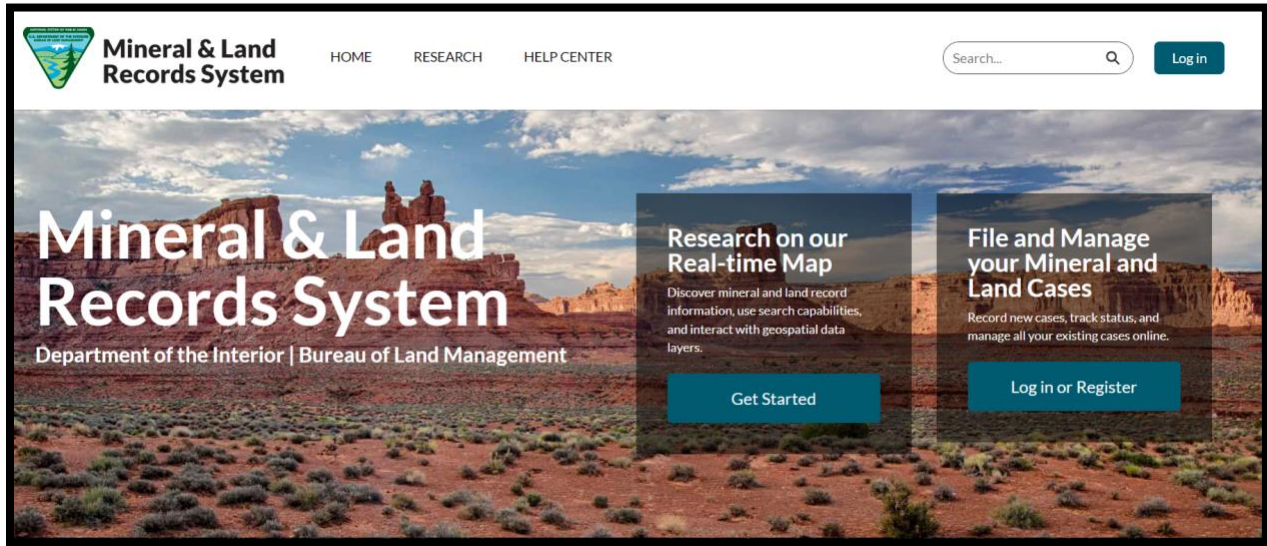 Mineral & Land
Records System
HOME
RESEARCH
HELP CENTER
Search...
Log in
Mineral & Land
Records System
Department of the Interior | Bureau of Land Management
Research on our
Real-time Map
Discover mineral and land record
information, use search capabilities,
and interact with geospatial data
layers.
Get Started
File and Manage
your Mineral and
Land Cases
Record new cases, track status, and
manage all your existing cases online.
Log in or Register